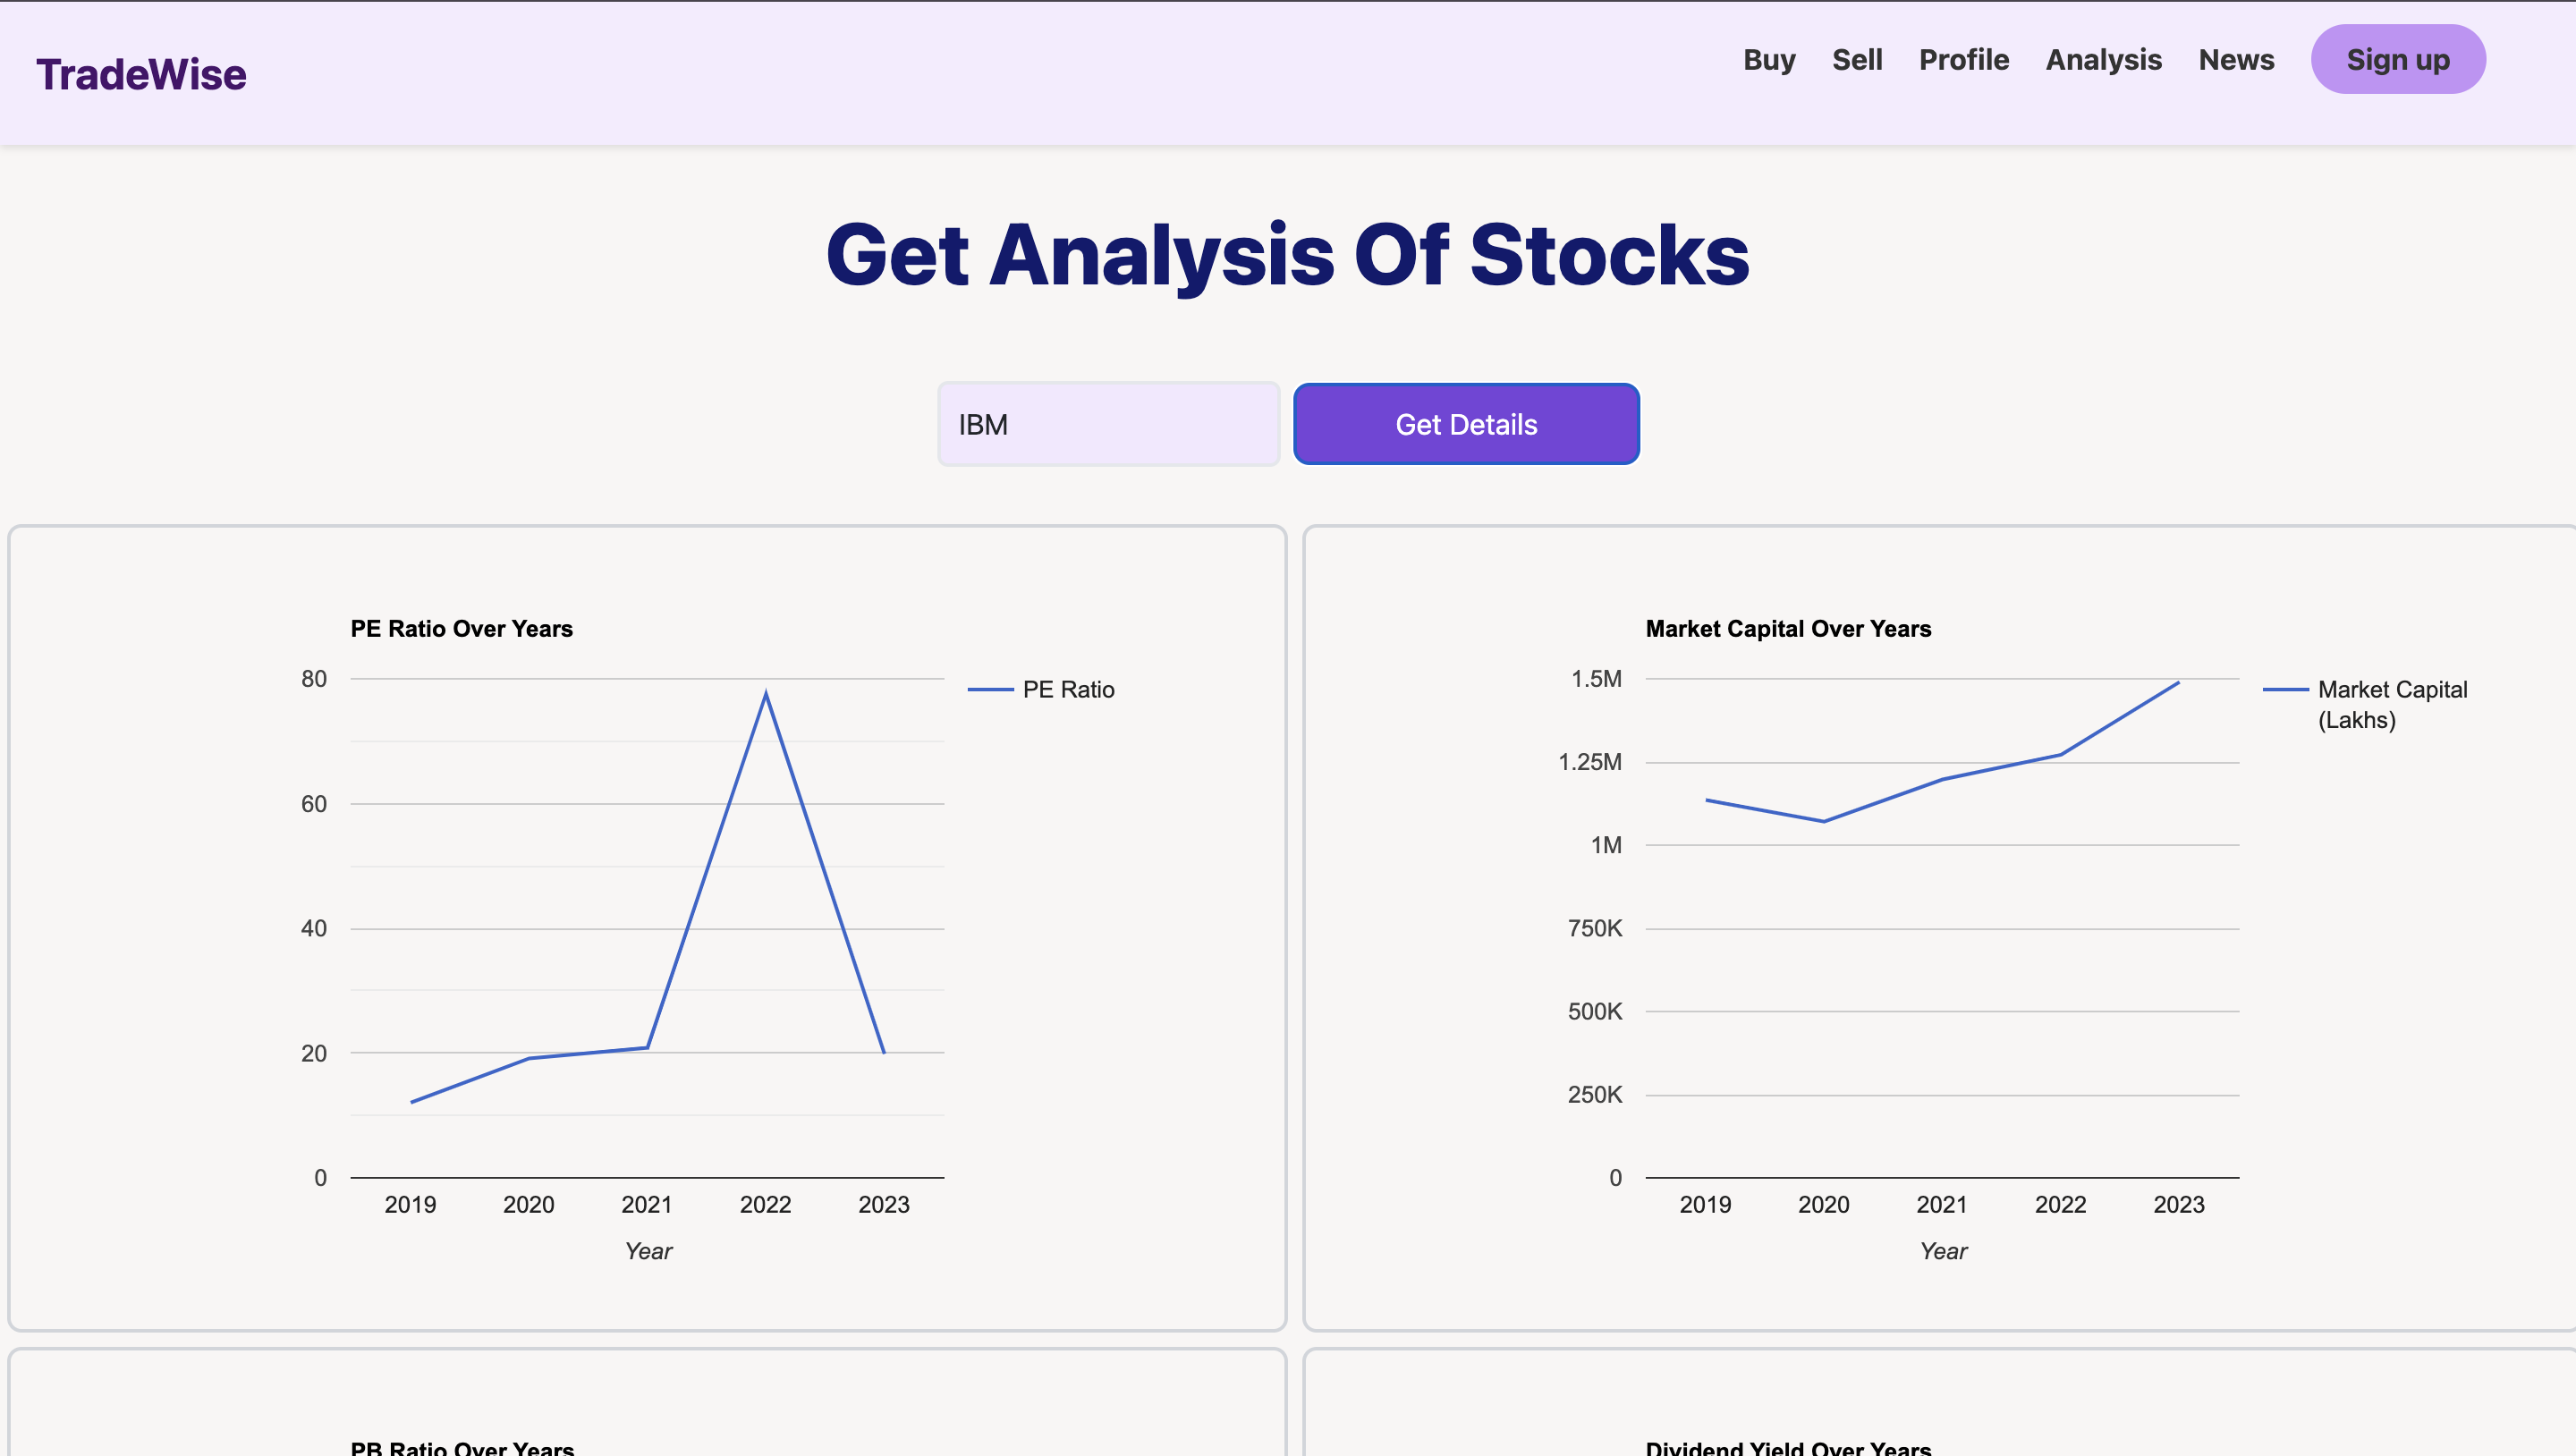 TradeWise
Buy Sell Profile Analysis News Sign up
Get Analysis Of Stocks
IBM
Get Details
PE Ratio Over Years
80
60
40
20
0
2019 2020 2021 2022 2023
Year
PE Ratio
Market Capital Over Years
1.5M
1.25M
1M
750K
500K
250K
0
2019 2020 2021 2022 2023
Year
Market Capital
(Lakhs)
PB Ratio Over Years
Dividend Yield Over Years